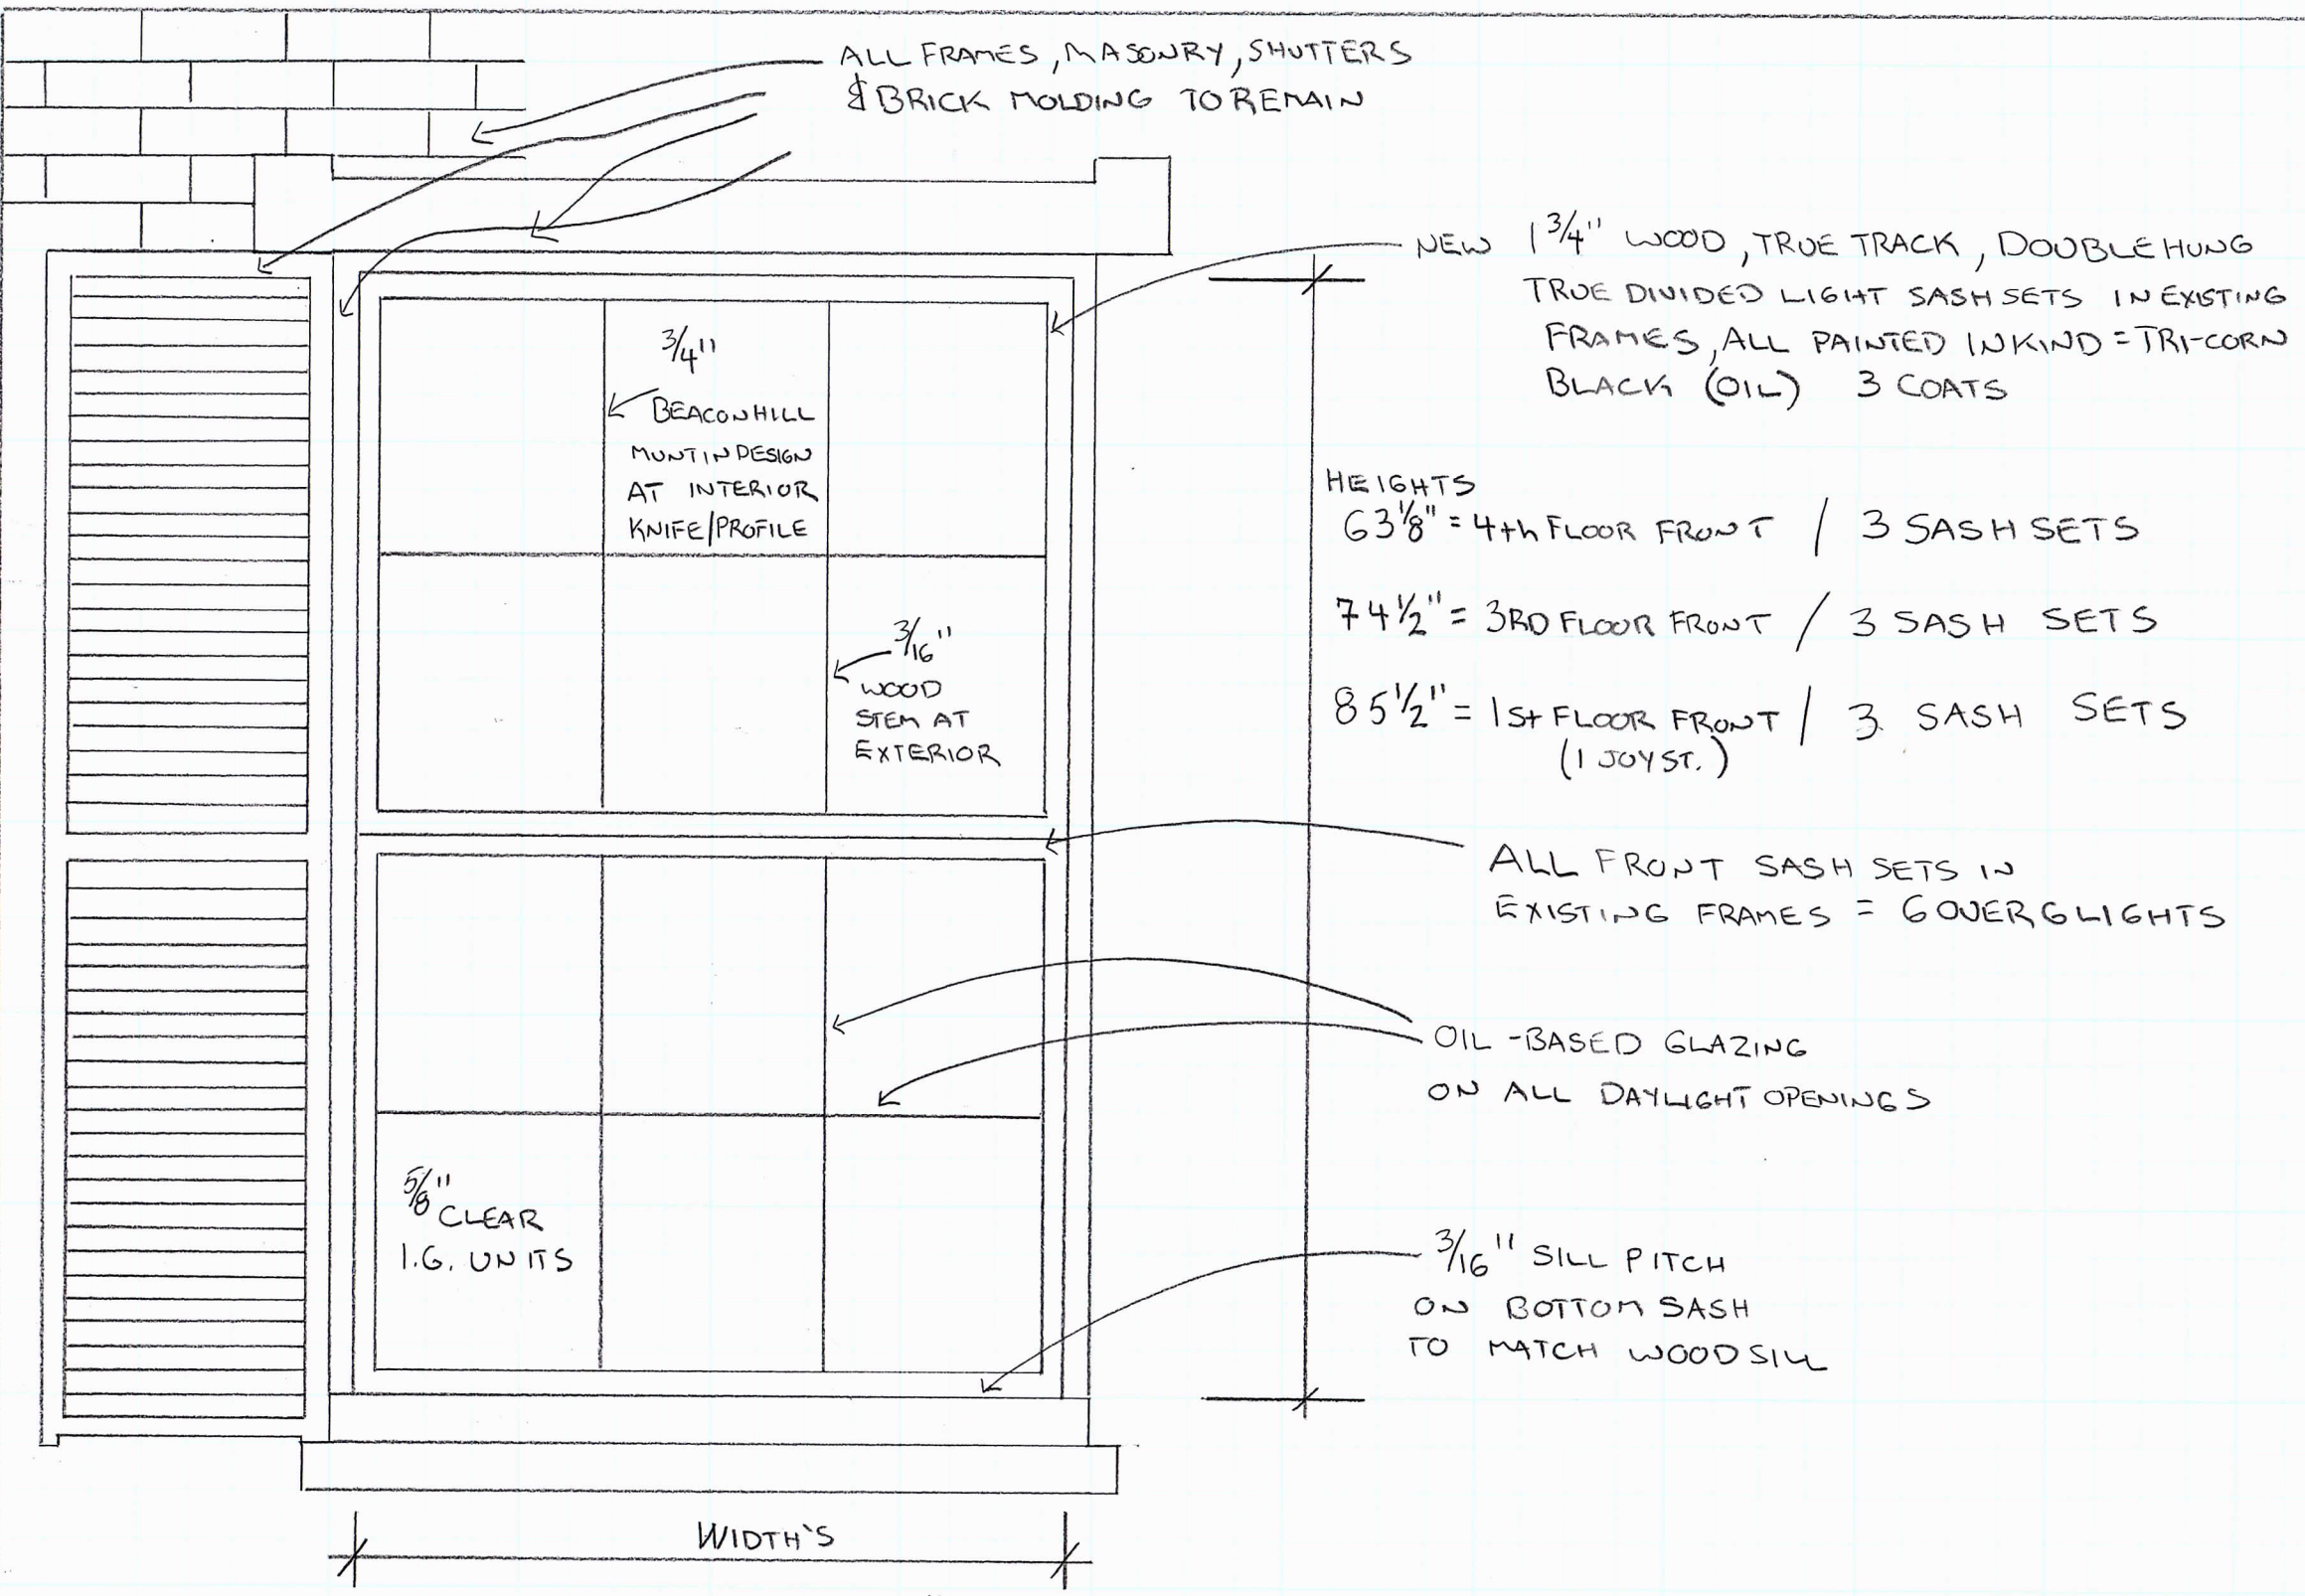 ALL FRAMES, MASONRY, SHUTTERS
& BRICK MOLDING TO REMAIN
NEW 1 3/4" WOOD, TRUE TRACK, DOUBLE HUNG
TRUE DIVIDED LIGHT SASH SETS IN EXISTING
FRAMES, ALL PAINTED IN KIND = TRI-CORN
BLACK (OIL) 3 COATS
3/4"
BEACON HILL
MUNTIN DESIGN
AT INTERIOR
KNIFE/PROFILE
HEIGHTS
63 1/8" = 4th FLOOR FRONT / 3 SASH SETS
74 1/2" = 3RD FLOOR FRONT / 3 SASH SETS
85 1/2" = 1st FLOOR FRONT / 3 SASH SETS
(1 JOY ST.)
3/16"
WOOD
STEM AT
EXTERIOR
ALL FRONT SASH SETS IN
EXISTING FRAMES = 6 OVER 6 LIGHTS
OIL-BASED GLAZING
ON ALL DAYLIGHT OPENINGS
5/8"
CLEAR
I.G. UNITS
3/16" SILL PITCH
ON BOTTOM SASH
TO MATCH WOOD SILL
WIDTH'S